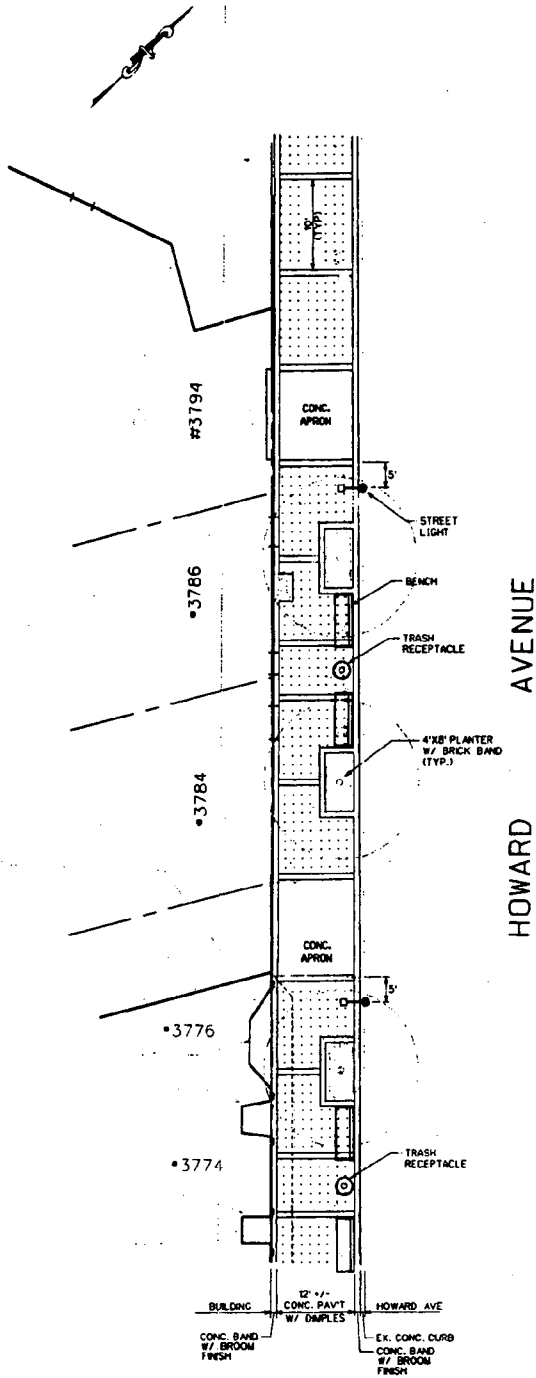 10'
(TYP)
#3794
CONC.
APRON
5'
STREET
LIGHT
•3786
BENCH
TRASH
RECEPTACLE
4'X8' PLANTER
W/ BRICK BAND
(TYP.)
•3784
HOWARD AVENUE
CONC.
APRON
5'
•3776
•3774
TRASH
RECEPTACLE
BUILDING
12' +/-
CONC. PAV'T
W/ DIMPLES
HOWARD AVE
CONC. BAND
W/ BROOM
FINISH
EX. CONC. CURB
CONC. BAND
W/ BROOM
FINISH